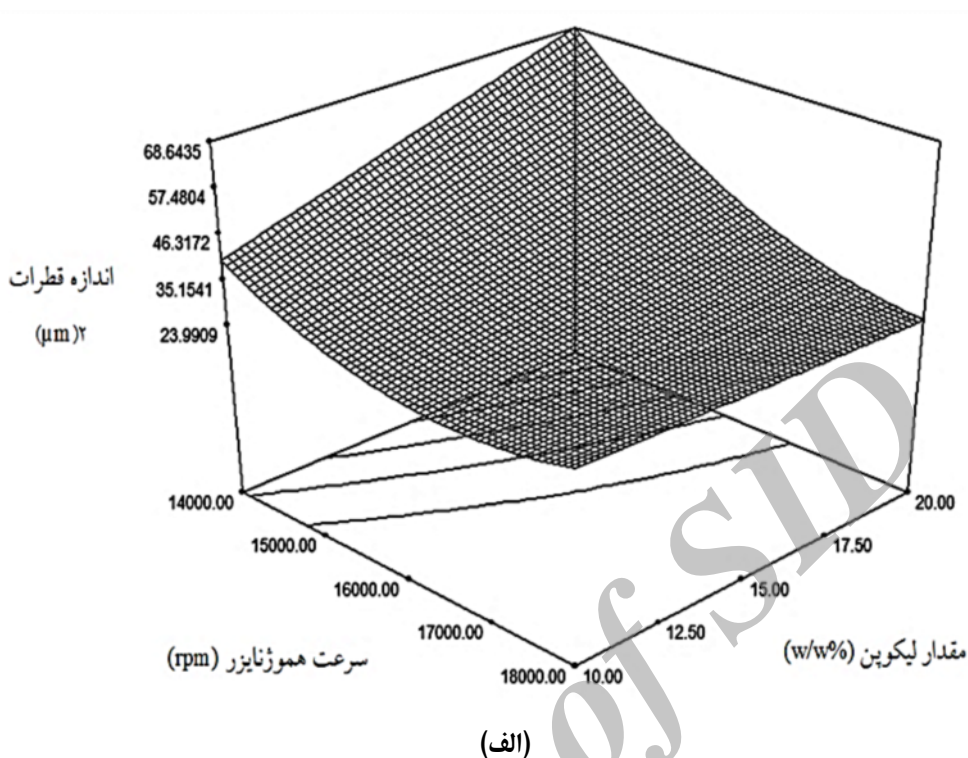 68.6435
57.4804
46.3172
35.1541
23.9909
اندازه قطرات
(µm)۲
14000.00
15000.00
16000.00
17000.00
18000.00
10.00
12.50
15.00
17.50
20.00
سرعت هموژنایزر (rpm)
مقدار لیکوپن (w/w%)
(الف)
of SID